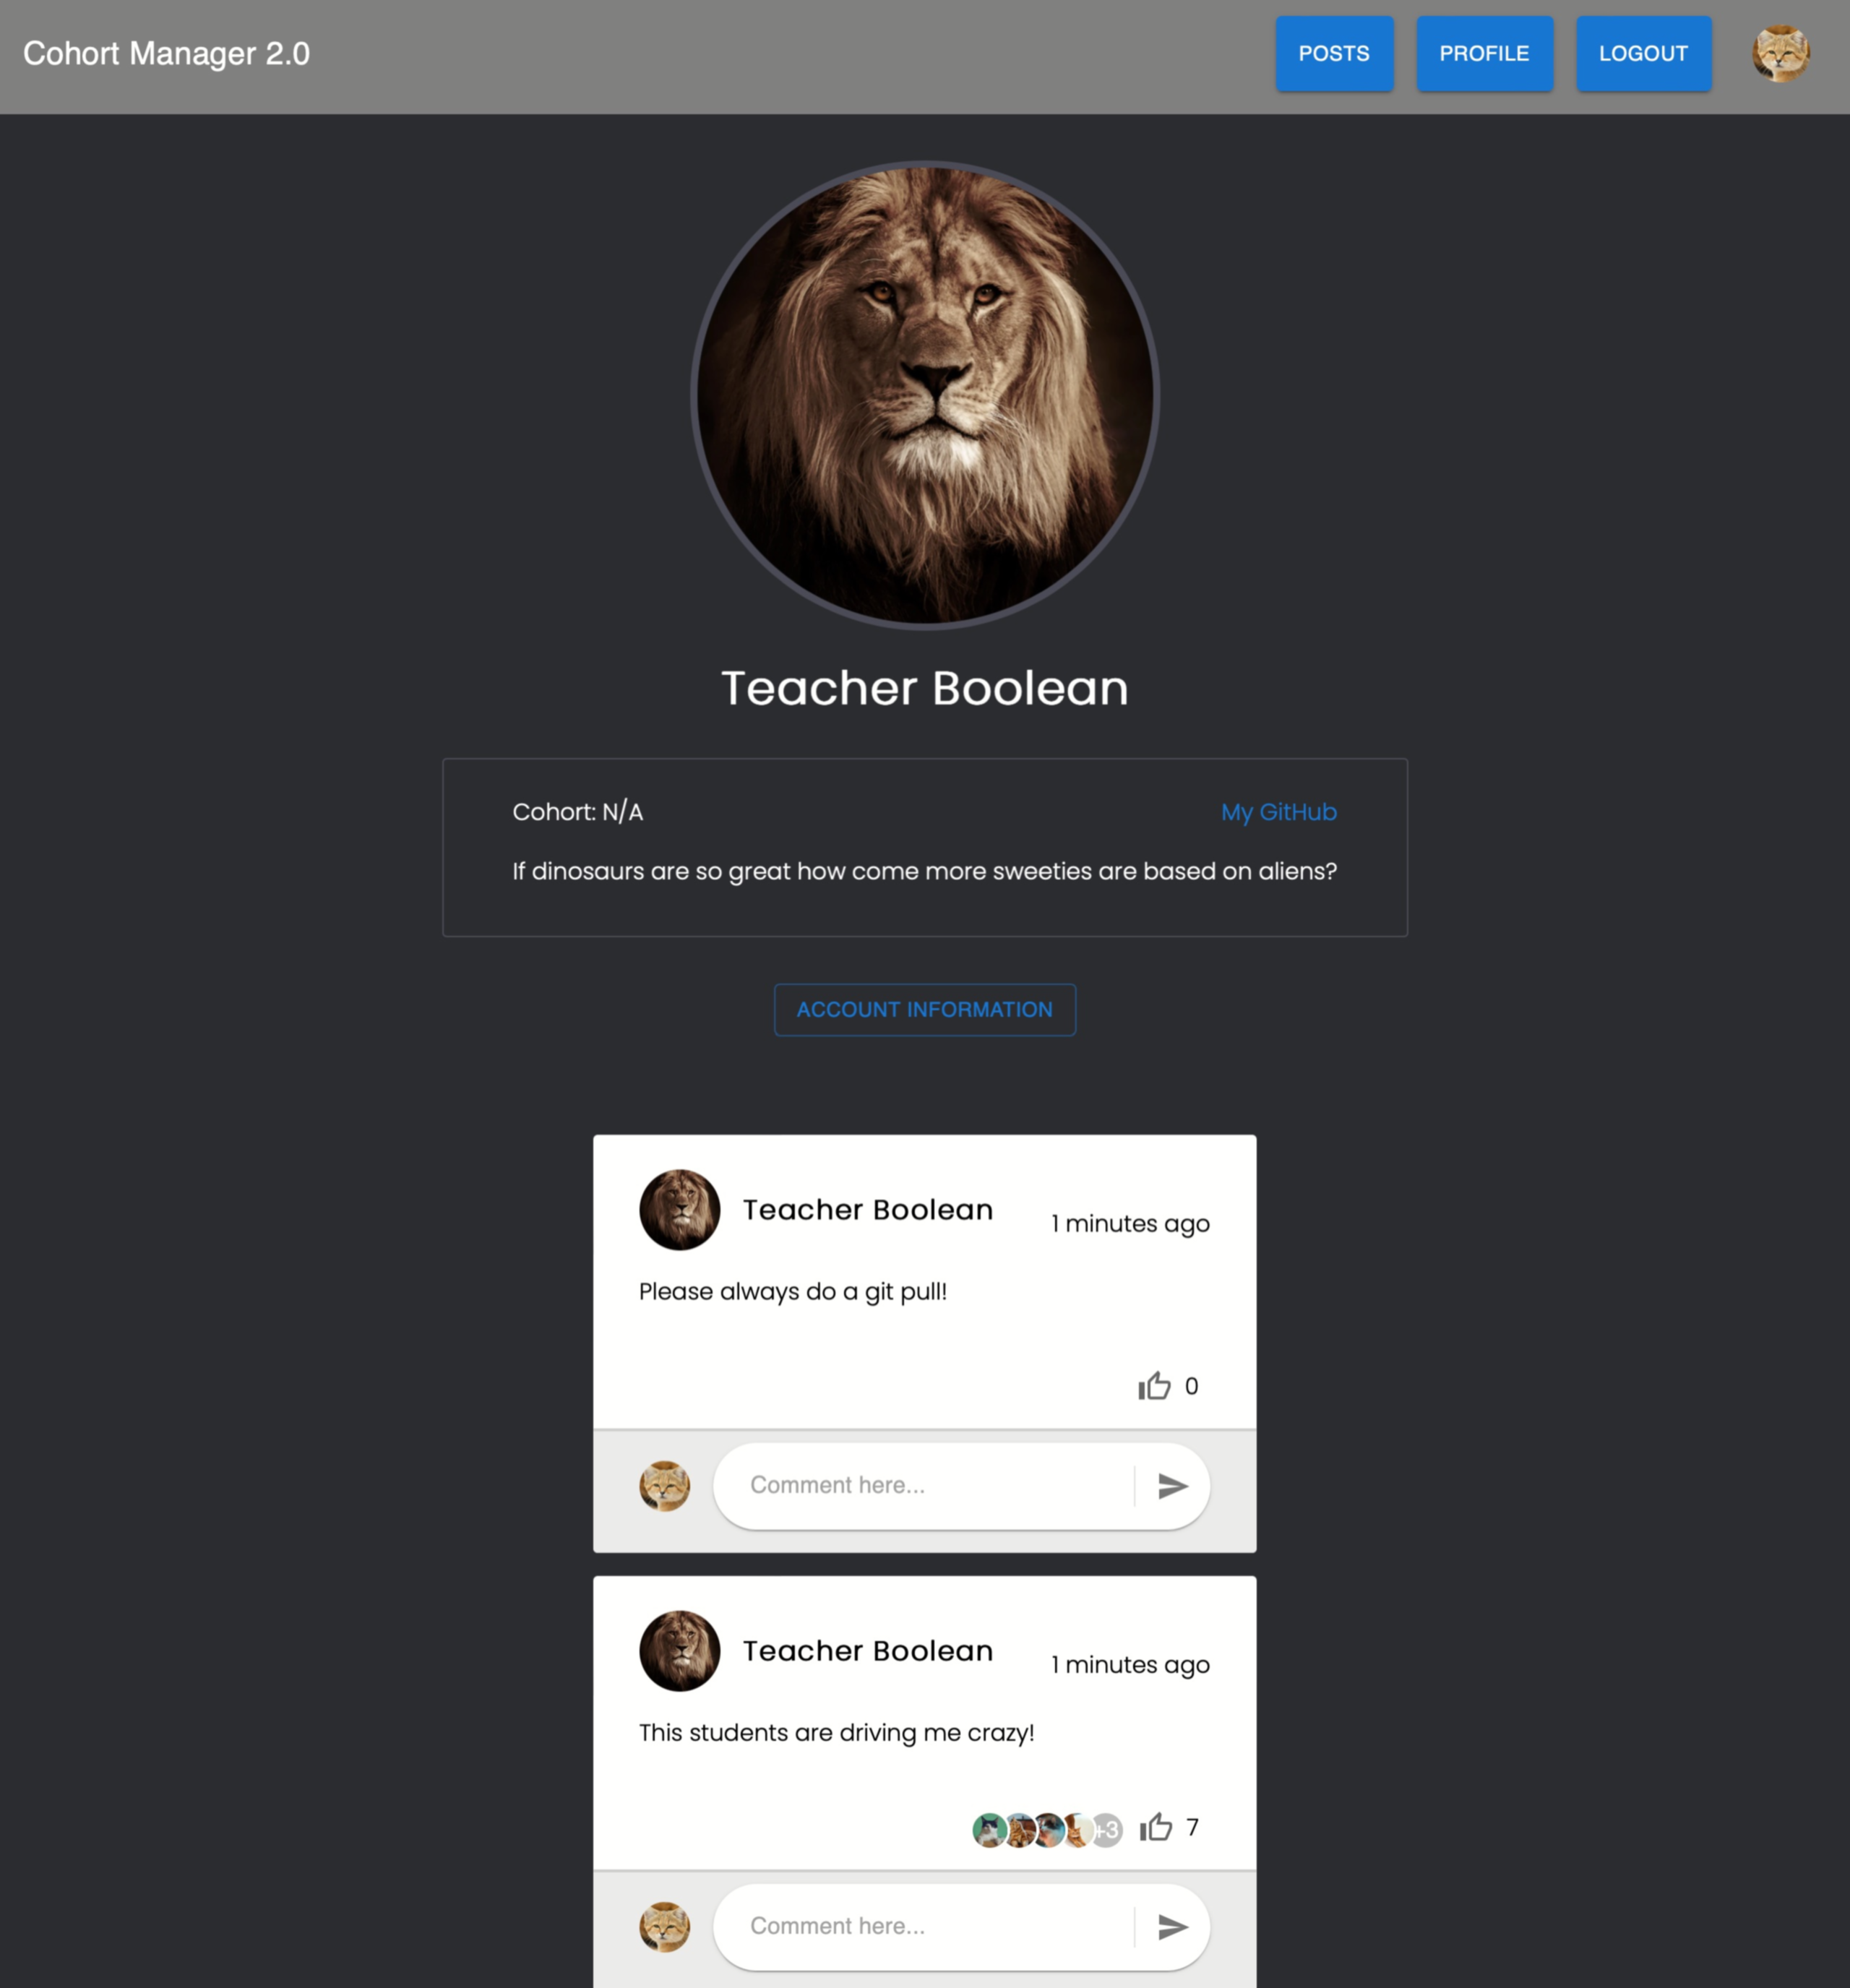 Cohort Manager 2.0
POSTS
PROFILE
LOGOUT
Teacher Boolean
Cohort: N/A
My GitHub
If dinosaurs are so great how come more sweeties are based on aliens?
ACCOUNT INFORMATION
Teacher Boolean
1 minutes ago
Please always do a git pull!
0
Comment here...
Teacher Boolean
1 minutes ago
This students are driving me crazy!
+3
7
Comment here...